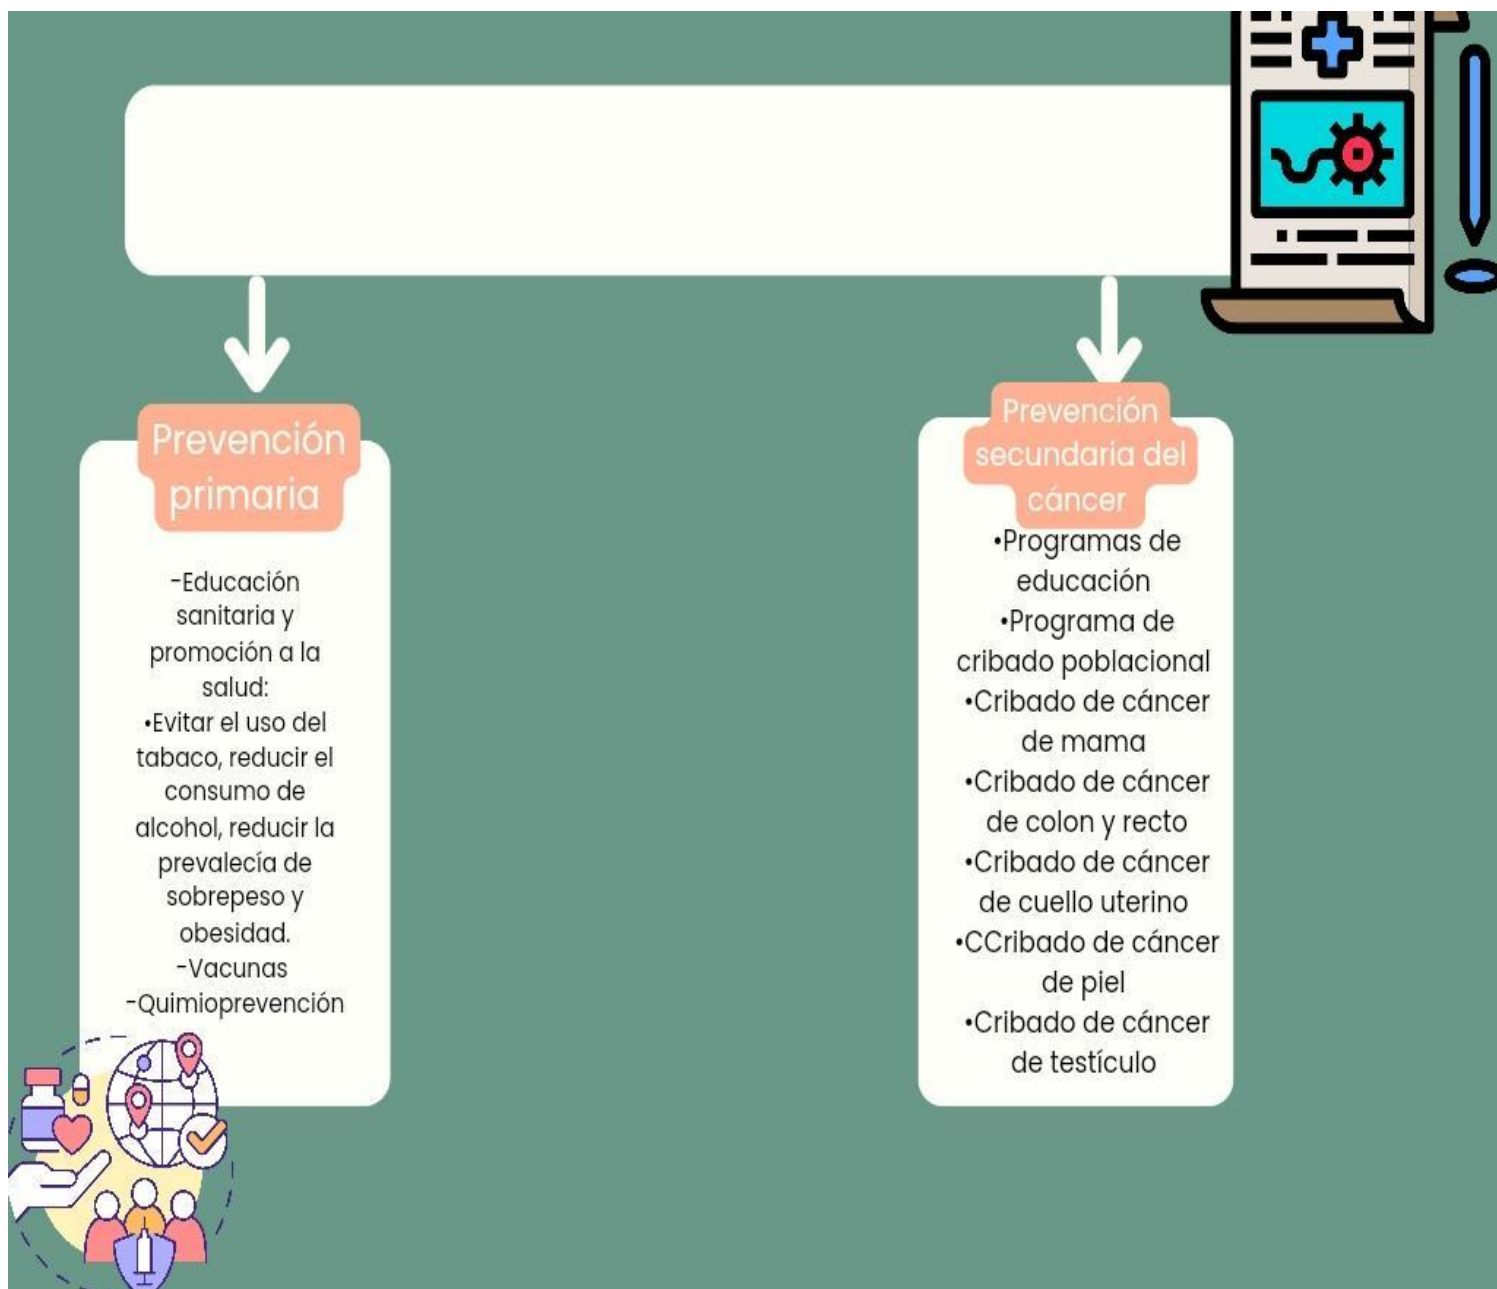 Prevención
primaria
-Educación
sanitaria y
promoción a la
salud:
•Evitar el uso del
tabaco, reducir el
consumo de
alcohol, reducir la
prevalecía de
sobrepeso y
obesidad.
-Vacunas
-Quimioprevención
Prevención
secundaria del
cáncer
•Programas de
educación
•Programa de
cribado poblacional
•Cribado de cáncer
de mama
•Cribado de cáncer
de colon y recto
•Cribado de cáncer
de cuello uterino
•CCribado de cáncer
de piel
•Cribado de cáncer
de testículo